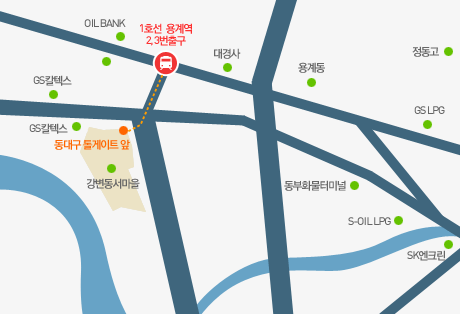 OIL BANK
1호선 용계역
2, 3번출구
대경사
정동고
용계동
GS칼텍스
GS LPG
GS칼텍스
동대구 톨게이트 앞
강변동서마을
동부화물터미널
S-OIL LPG
SK엔크린